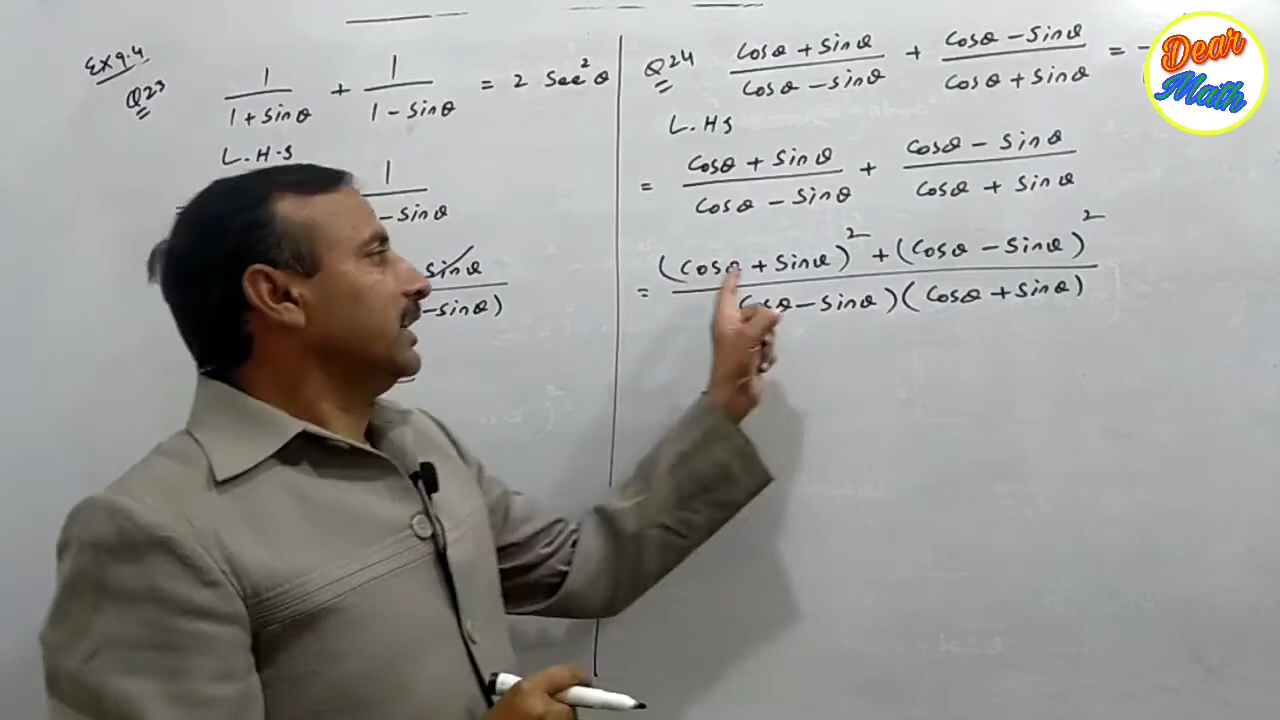 Ex 9.4
Q23
1/(1+sinθ) + 1/(1-sinθ) = 2 Sec²θ
L.H.S
1/(-sinθ)
sinθ
-sinθ)
Q24 (Cosθ + Sinθ)/(Cosθ - Sinθ) + (Cosθ - Sinθ)/(Cosθ + Sinθ) =
L.HS
= (Cosθ + Sinθ)/(Cosθ - Sinθ) + (Cosθ - Sinθ)/(Cosθ + Sinθ)
= ((Cosθ + Sinθ)² + (Cosθ - Sinθ)²)/(Cosθ - Sinθ)(Cosθ + Sinθ)
Dear
Math